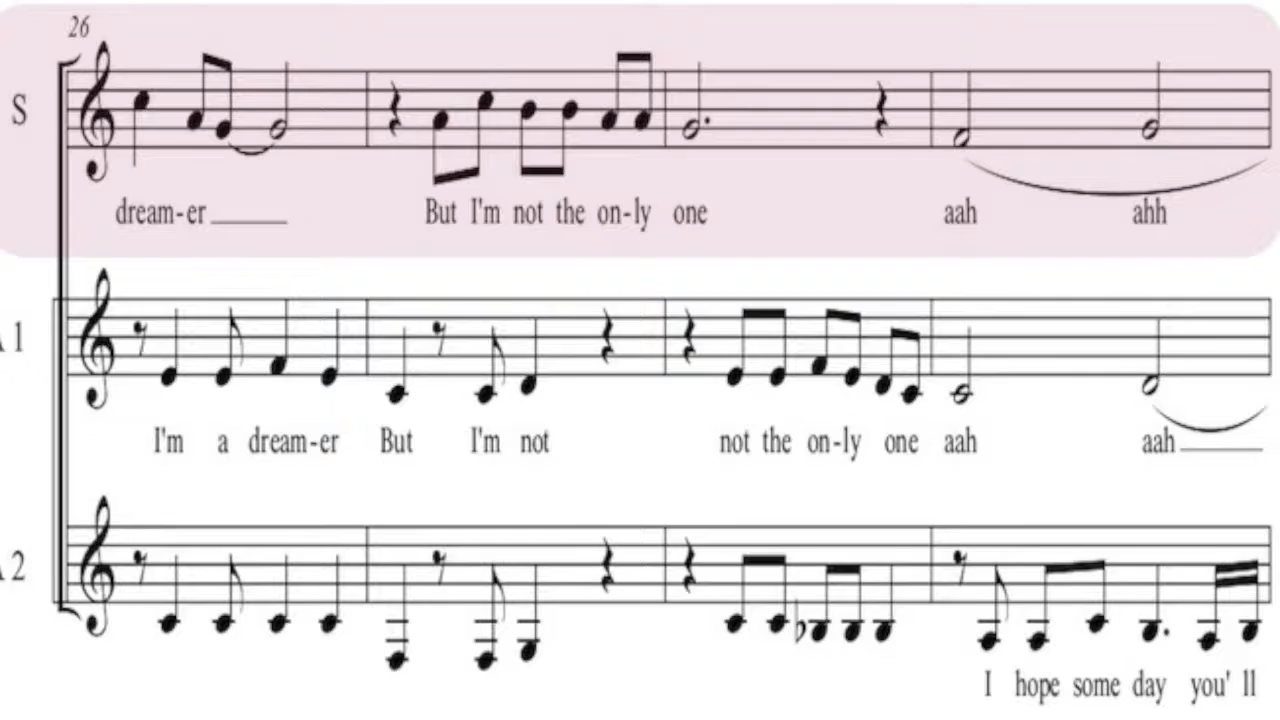 26
S
dream-er
But I'm not the on-ly one
aah
ahh
A 1
I'm a dream-er But I'm not
not the on-ly one aah
aah
A 2
I hope some day you' ll